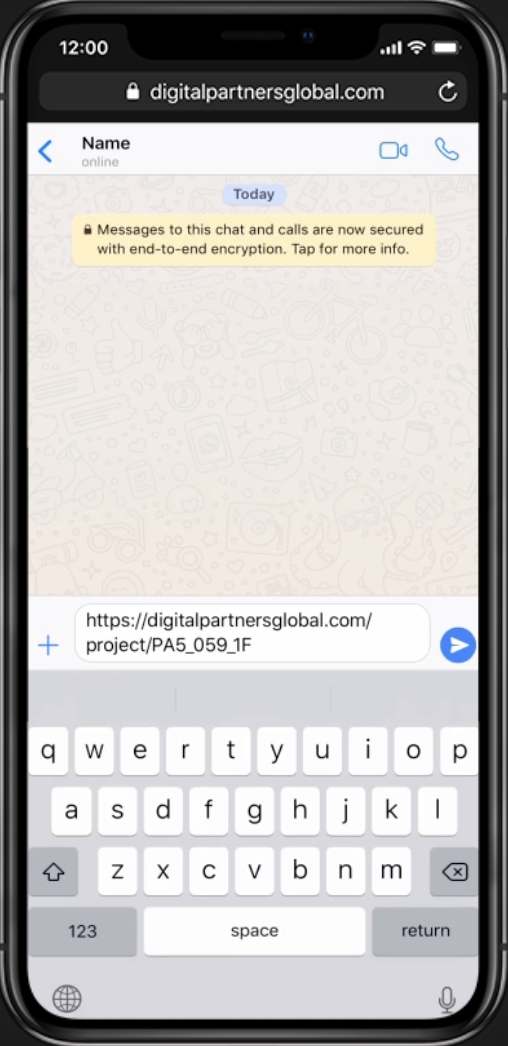 12:00
digitalpartnersglobal.com
Name
online
Today
Messages to this chat and calls are now secured
with end-to-end encryption. Tap for more info.
https://digitalpartnersglobal.com/
project/PA5_059_1F
q w e r t y u i o p
a s d f g h j k l
z x c v b n m
123 space return